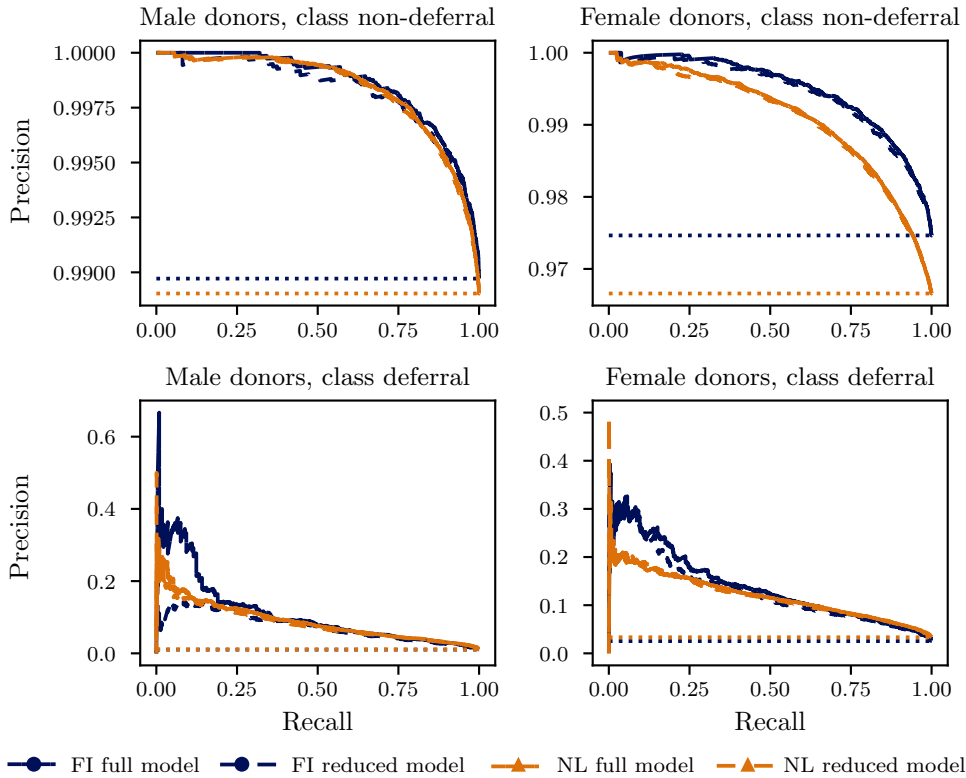 Male donors, class non-deferral
Female donors, class non-deferral
Precision
1.0000
0.9975
0.9950
0.9925
0.9900
0.00 0.25 0.50 0.75 1.00
1.00
0.99
0.98
0.97
0.00 0.25 0.50 0.75 1.00
Male donors, class deferral
Female donors, class deferral
Precision
0.6
0.4
0.2
0.0
0.00 0.25 0.50 0.75 1.00
Recall
0.5
0.4
0.3
0.2
0.1
0.0
0.00 0.25 0.50 0.75 1.00
Recall
FI full model FI reduced model NL full model NL reduced model